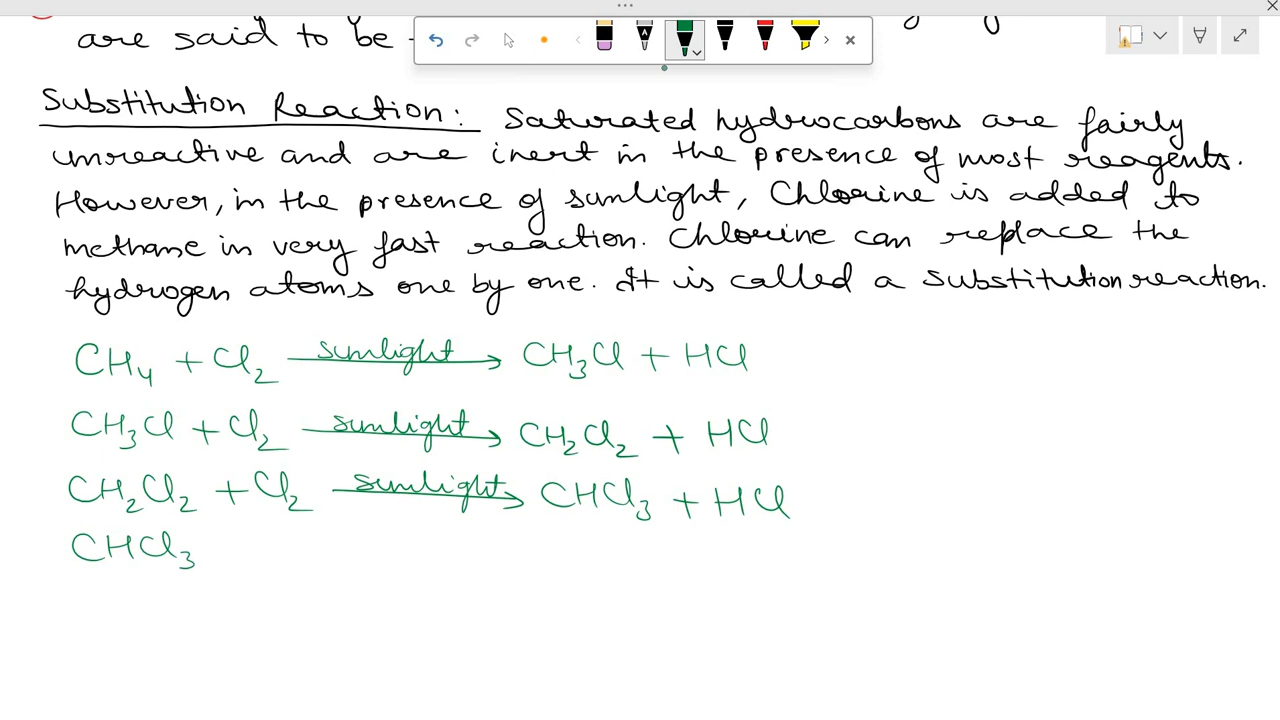 are said to be
Substitution Reaction: Saturated hydrocarbons are fairly
unreactive and are inert in the presence of most reagents.
However, in the presence of sunlight, Chlorine is added to
methane in very fast reaction. Chlorine can replace the
hydrogen atoms one by one. It is called a substitution reaction.
CH₄ + Cl₂ sunlight → CH₃Cl + HCl
CH₃Cl + Cl₂ sunlight → CH₂Cl₂ + HCl
CH₂Cl₂ + Cl₂ sunlight → CHCl₃ + HCl
CHCl₃